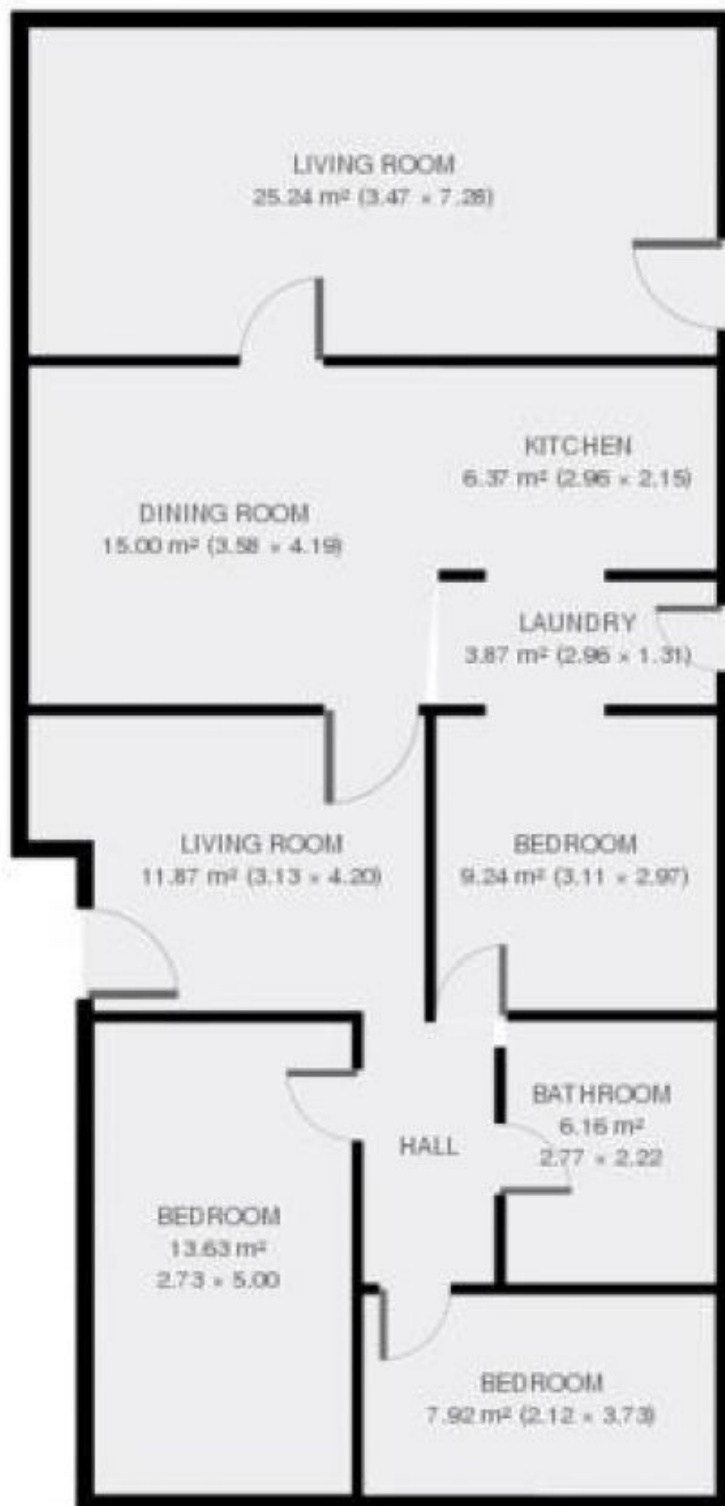 LIVING ROOM
25.24 m² (3.47 × 7.28)
KITCHEN
6.37 m² (2.96 × 2.15)
DINING ROOM
15.00 m² (3.58 × 4.19)
LAUNDRY
3.87 m² (2.96 × 1.31)
LIVING ROOM
11.87 m² (3.13 × 4.20)
BEDROOM
9.24 m² (3.11 × 2.97)
BATHROOM
6.16 m²
2.77 × 2.22
HALL
BEDROOM
13.63 m²
2.73 × 5.00
BEDROOM
7.92 m² (2.12 × 3.73)